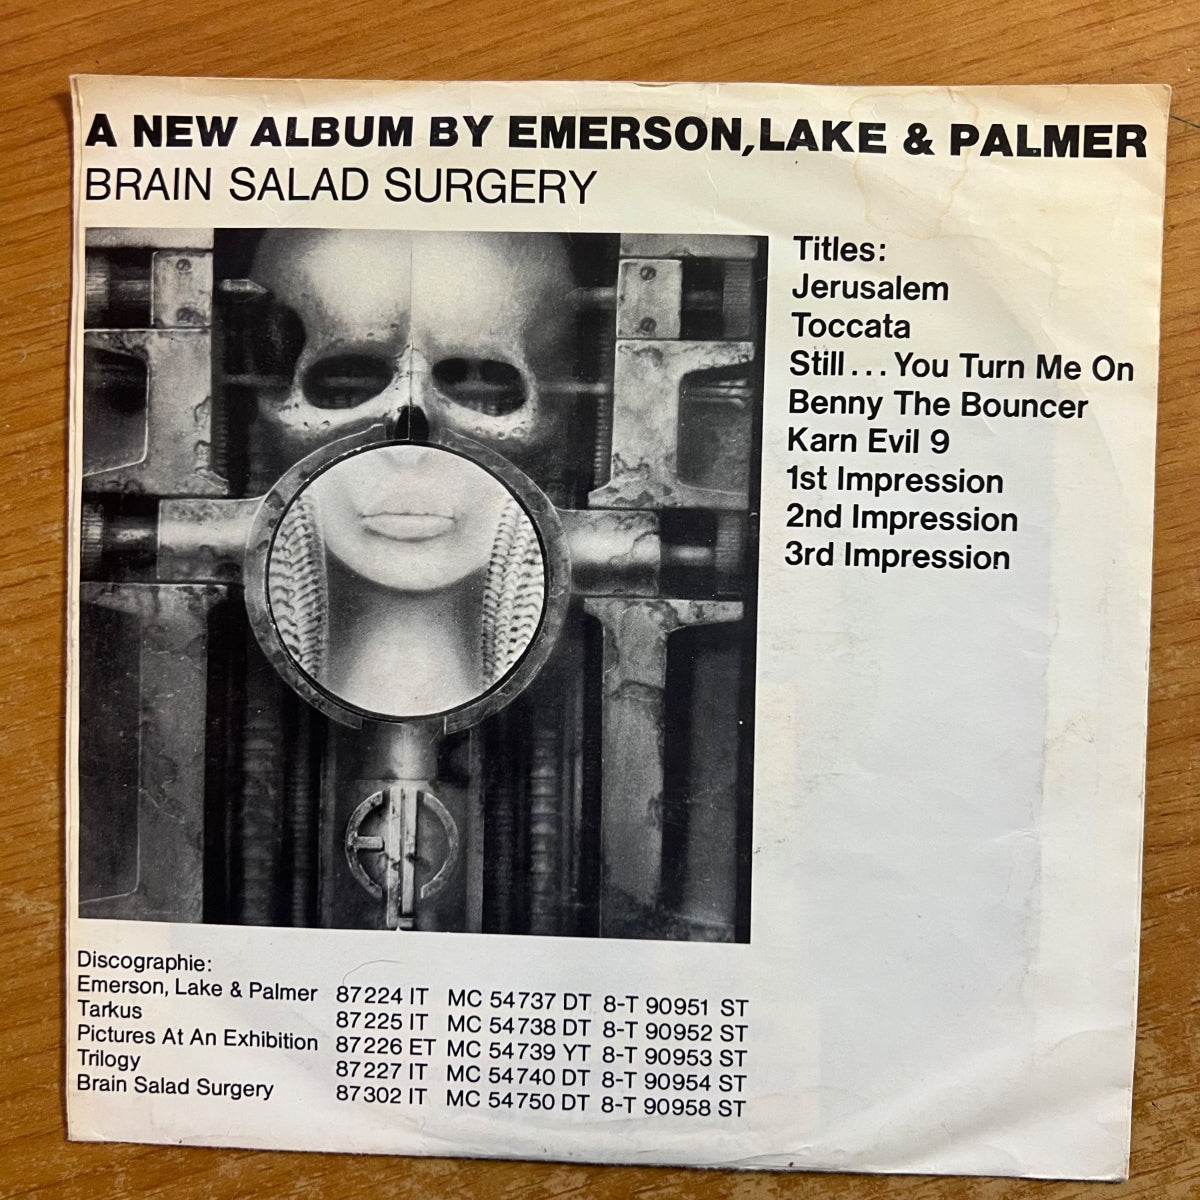 A NEW ALBUM BY EMERSON, LAKE & PALMER
BRAIN SALAD SURGERY
Titles:
Jerusalem
Toccata
Still... You Turn Me On
Benny The Bouncer
Karn Evil 9
1st Impression
2nd Impression
3rd Impression
Discographie:
Emerson, Lake & Palmer 87224 IT MC 54737 DT 8-T 90951 ST
Tarkus 87225 IT MC 54738 DT 8-T 90952 ST
Pictures At An Exhibition 87226 ET MC 54739 YT 8-T 90953 ST
Trilogy 87227 IT MC 54740 DT 8-T 90954 ST
Brain Salad Surgery 87302 IT MC 54750 DT 8-T 90958 ST